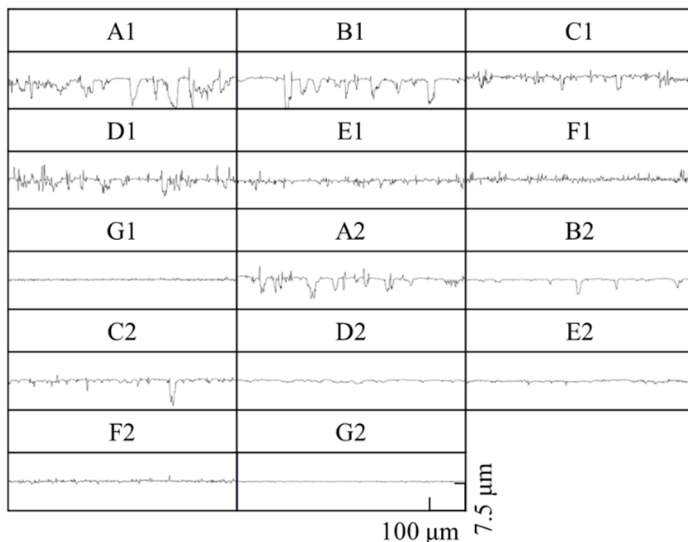 A1 B1 C1
D1 E1 F1
G1 A2 B2
C2 D2 E2
F2 G2
7.5 μm
100 μm